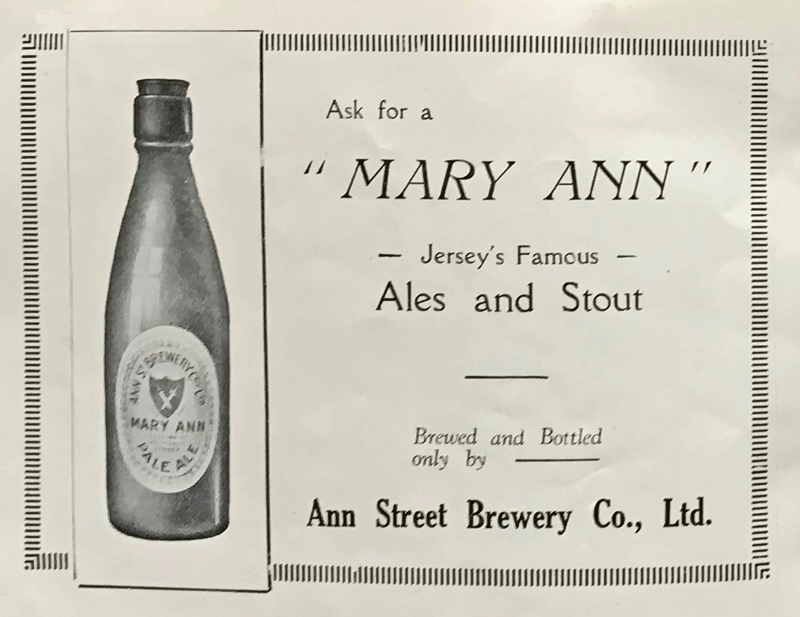 Ask for a
" MARY ANN "
— Jersey's Famous —
Ales and Stout
Brewed and Bottled
only by
Ann Street Brewery Co., Ltd.
ANN ST BREWERY CO LTD
X
MARY ANN
PALE ALE